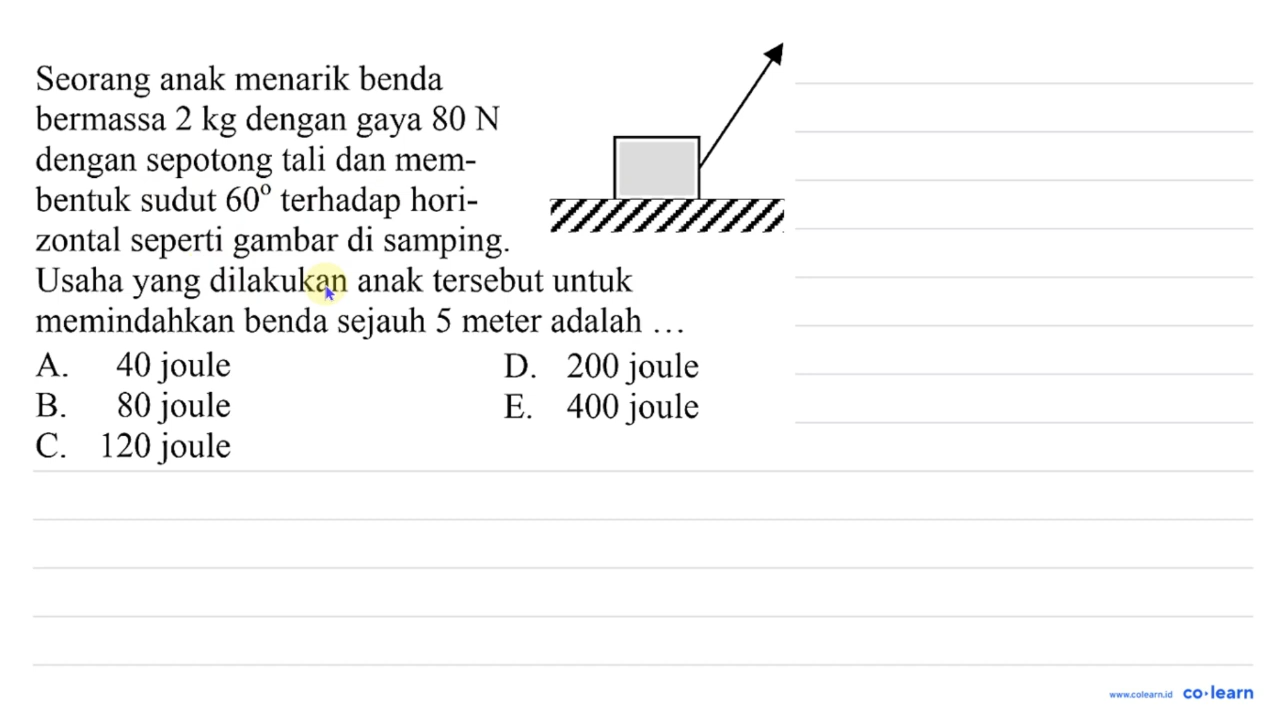 Seorang anak menarik benda
bermassa 2 kg dengan gaya 80 N
dengan sepotong tali dan mem-
bentuk sudut 60° terhadap hori-
zontal seperti gambar di samping.
Usaha yang dilakukan anak tersebut untuk
memindahkan benda sejauh 5 meter adalah ...
A. 40 joule D. 200 joule
B. 80 joule E. 400 joule
C. 120 joule
www.colearn.id co·learn